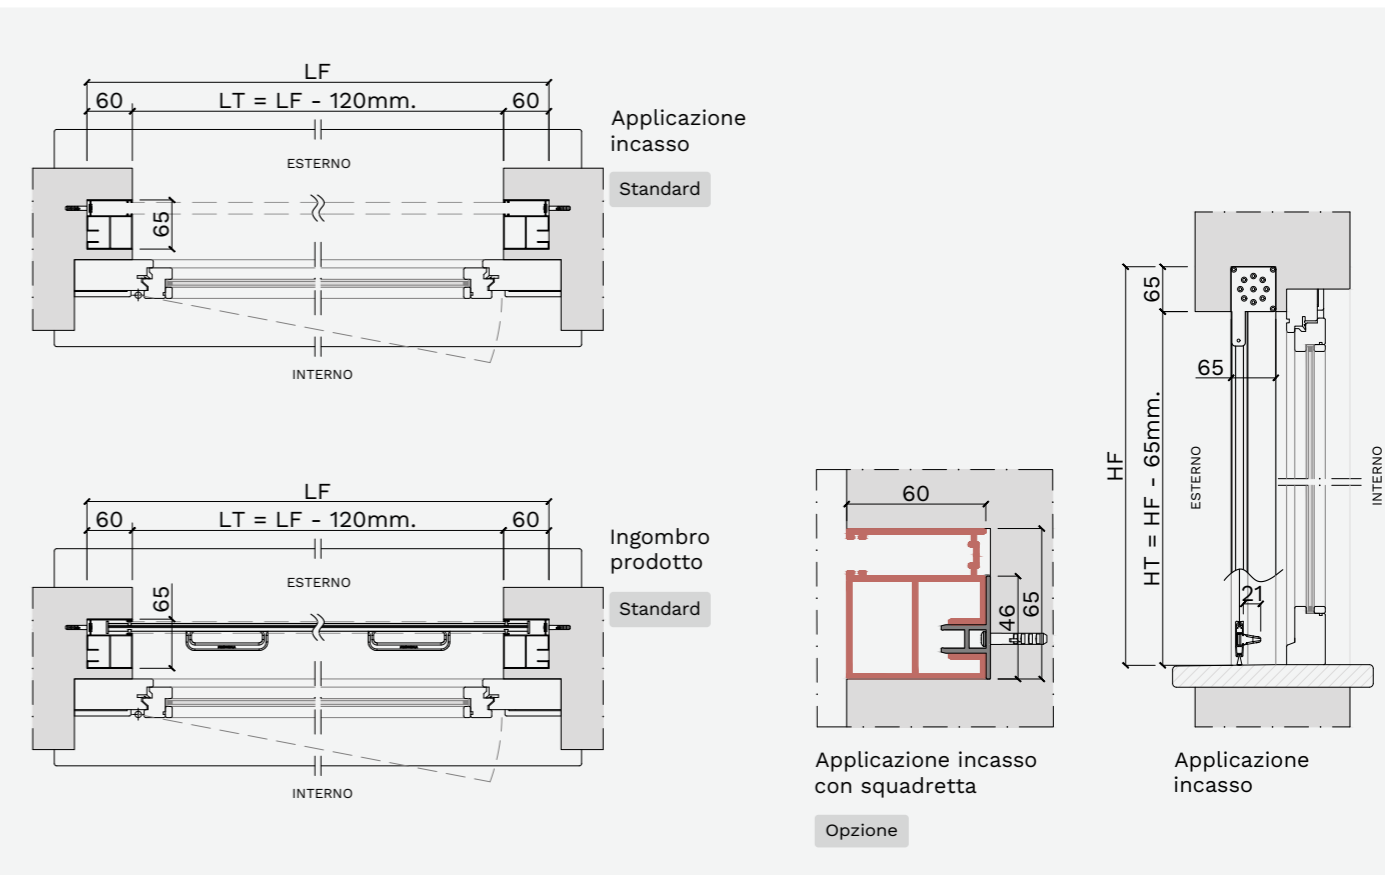 LF
60
LT = LF - 120mm.
60
Applicazione
incasso
Standard
ESTERNO
65
INTERNO
LF
60
LT = LF - 120mm.
60
Ingombro
prodotto
Standard
ESTERNO
65
INTERNO
60
46
65
Applicazione incasso
con squadretta
Opzione
65
65
HF
HT = HF - 65mm.
ESTERNO
INTERNO
21
Applicazione
incasso